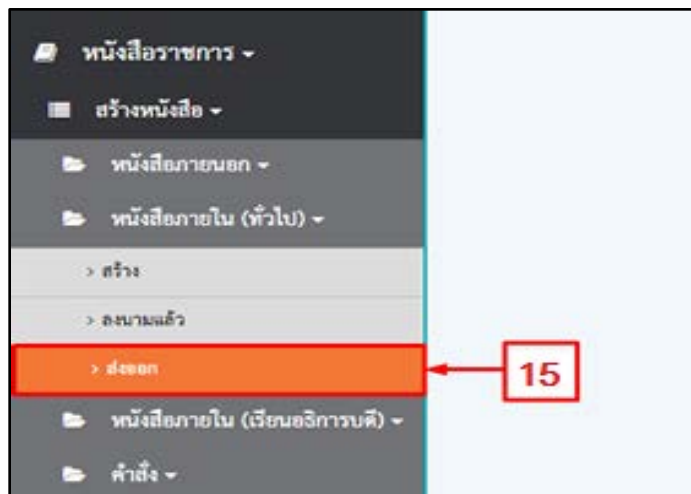 หนังสือราชการ
สร้างหนังสือ
หนังสือภายนอก
หนังสือภายใน (ทั่วไป)
> สร้าง
> ลงนามแล้ว
> ส่งออก
15
หนังสือภายใน (เรียนอธิการบดี)
คำสั่ง